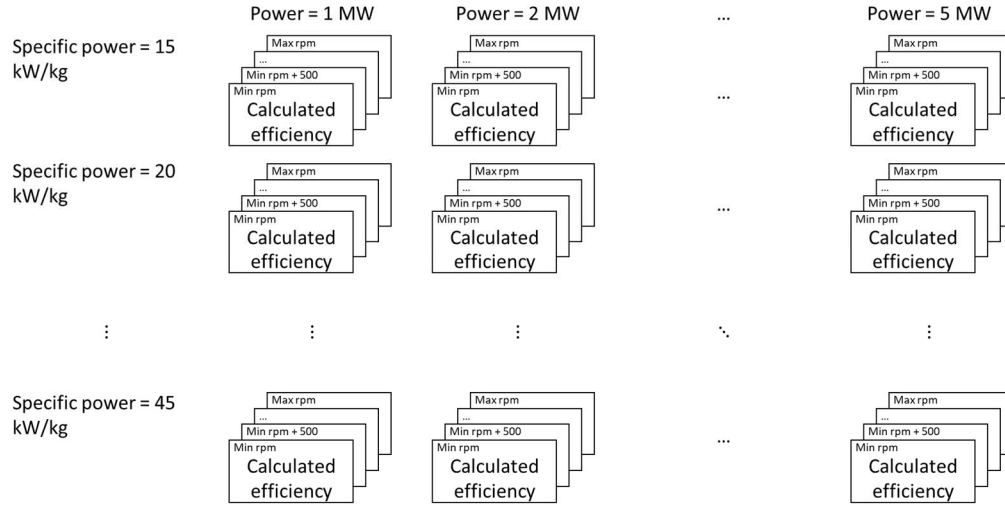 Power = 1 MW Power = 2 MW ... Power = 5 MW
Specific power = 15
kW/kg
Max rpm Max rpm Max rpm
... ... ...
Min rpm + 500 Min rpm + 500 Min rpm + 500
Min rpm Min rpm Min rpm
Calculated Calculated ... Calculated
efficiency efficiency efficiency
Specific power = 20
kW/kg
Max rpm Max rpm Max rpm
... ... ...
Min rpm + 500 Min rpm + 500 Min rpm + 500
Min rpm Min rpm ... Min rpm
Calculated Calculated Calculated
efficiency efficiency efficiency
⋮ ⋮ ⋮ ⋱ ⋮
Specific power = 45
kW/kg
Max rpm Max rpm Max rpm
... ... ...
Min rpm + 500 Min rpm + 500 Min rpm + 500
Min rpm Min rpm ... Min rpm
Calculated Calculated Calculated
efficiency efficiency efficiency